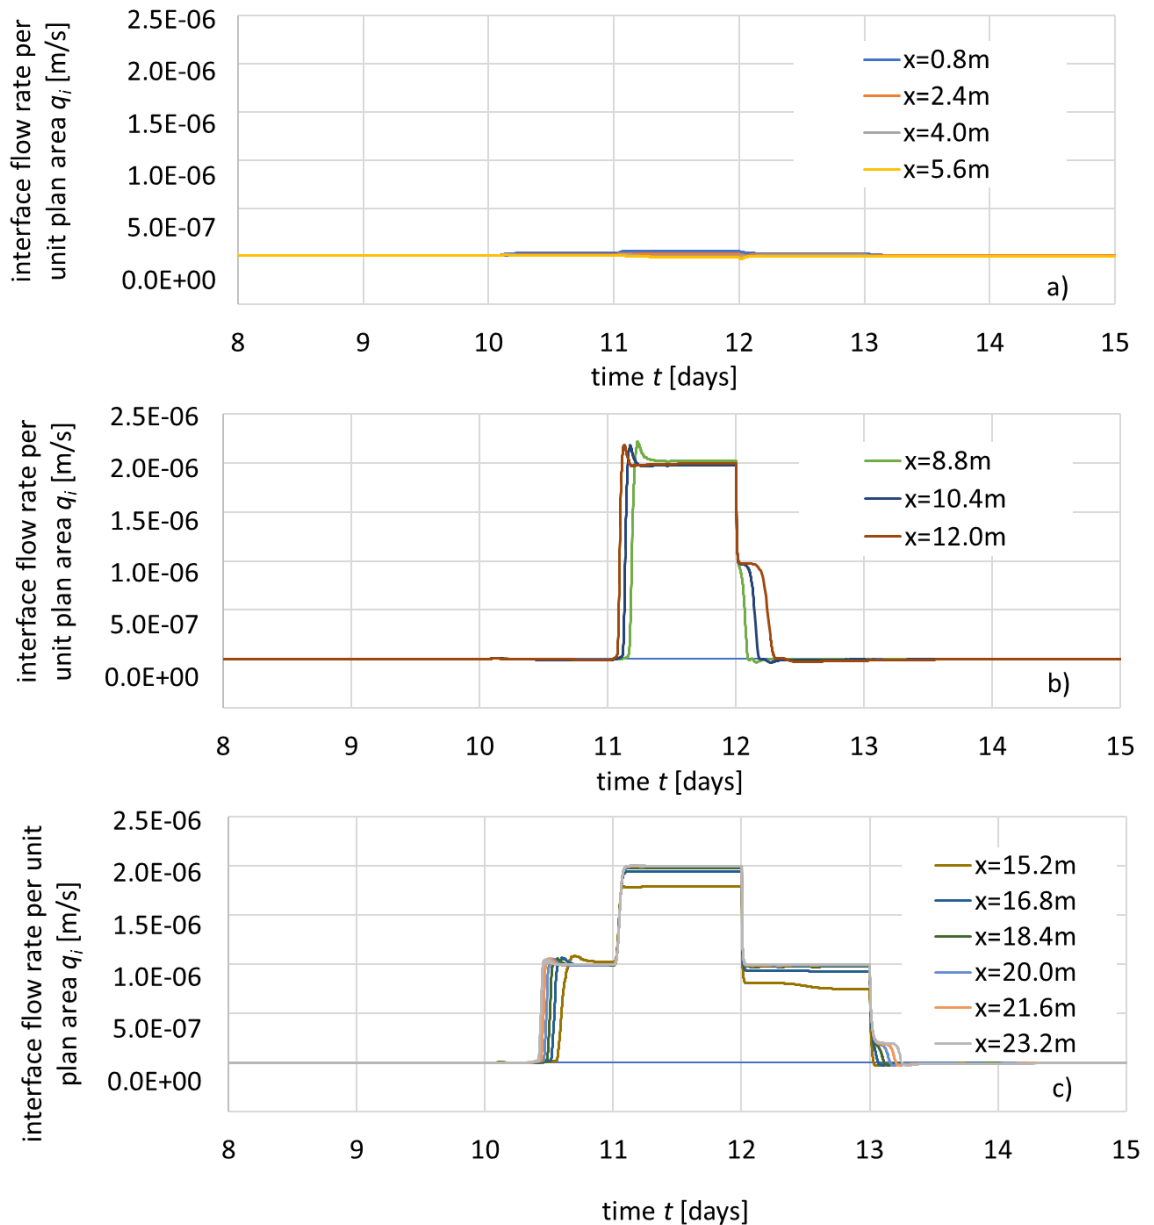 interface flow rate per
unit plan area qi [m/s]
2.5E-06
2.0E-06
1.5E-06
1.0E-06
5.0E-07
0.0E+00
x=0.8m
x=2.4m
x=4.0m
x=5.6m
a)
8 9 10 11 12 13 14 15
time t [days]
interface flow rate per
unit plan area qi [m/s]
2.5E-06
2.0E-06
1.5E-06
1.0E-06
5.0E-07
0.0E+00
x=8.8m
x=10.4m
x=12.0m
b)
8 9 10 11 12 13 14 15
time t [days]
interface flow rate per unit
plan area qi [m/s]
2.5E-06
2.0E-06
1.5E-06
1.0E-06
5.0E-07
0.0E+00
x=15.2m
x=16.8m
x=18.4m
x=20.0m
x=21.6m
x=23.2m
c)
8 9 10 11 12 13 14 15
time t [days]